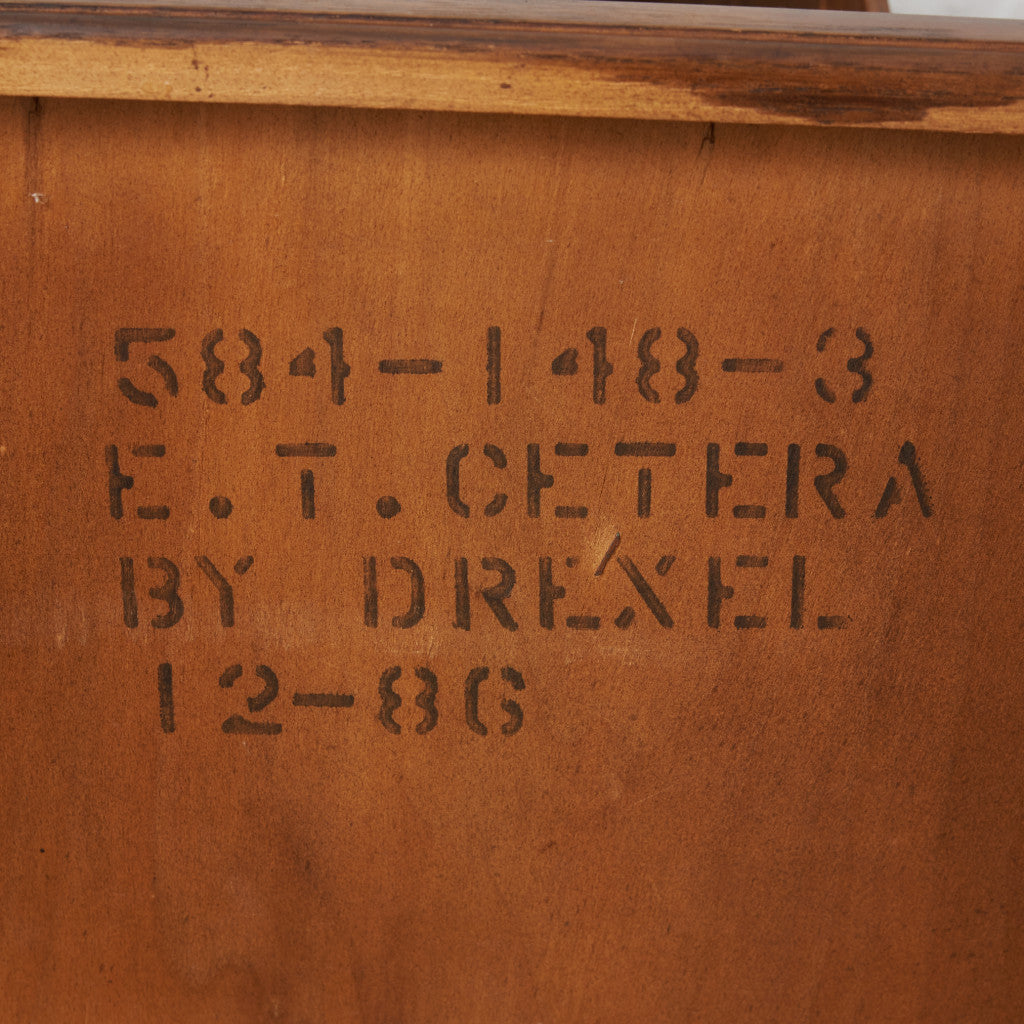 584-148-3
E.T.CETERA
BY DREXEL
12-86